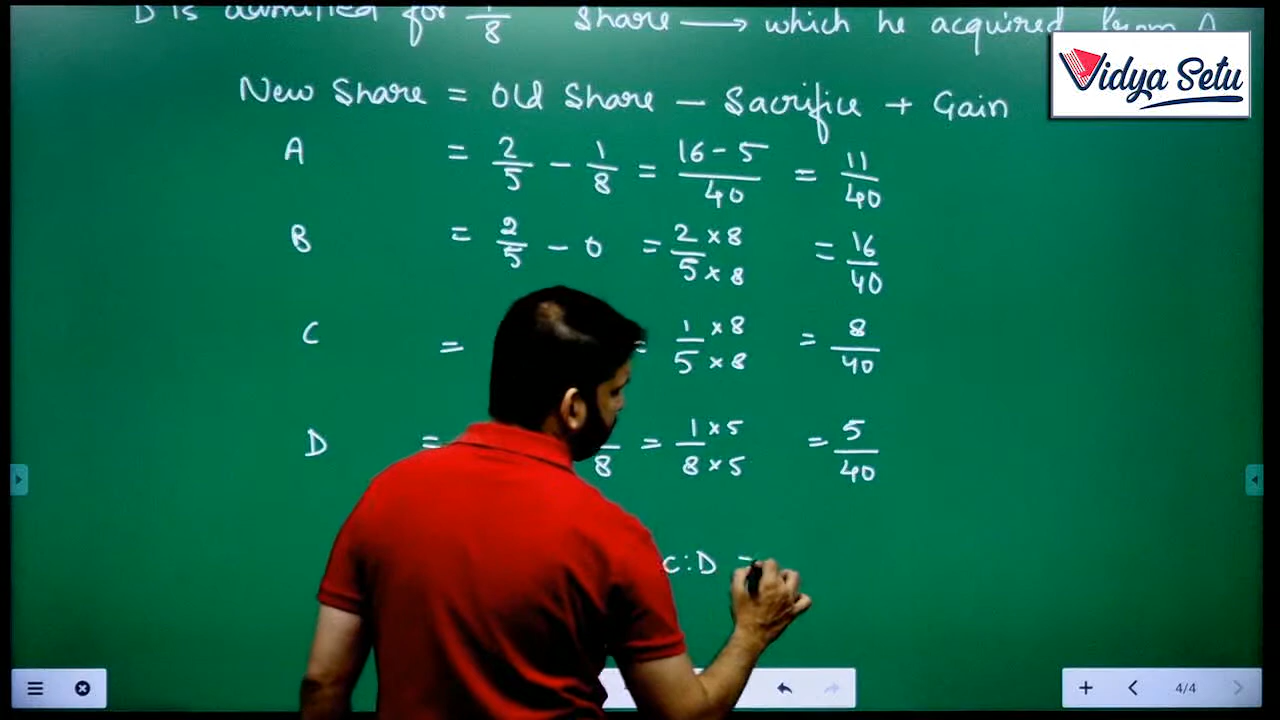 D is admitted for 1/8 Share → which he acquired from A
Vidya Setu
New Share = Old Share − Sacrifice + Gain
A = 2/5 − 1/8 = 16 − 5/40 = 11/40
B = 2/5 − 0 = 2 × 8/5 × 8 = 16/40
C = = 1 × 8/5 × 8 = 8/40
D = 8 = 1 × 5/8 × 5 = 5/40
C:D =
4/4